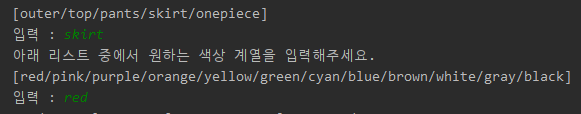 [outer/top/pants/skirt/onepiece]
입력 : skirt
아래 리스트 중에서 원하는 색상 계열을 입력해주세요.
[red/pink/purple/orange/yellow/green/cyan/blue/brown/white/gray/black]
입력 : red